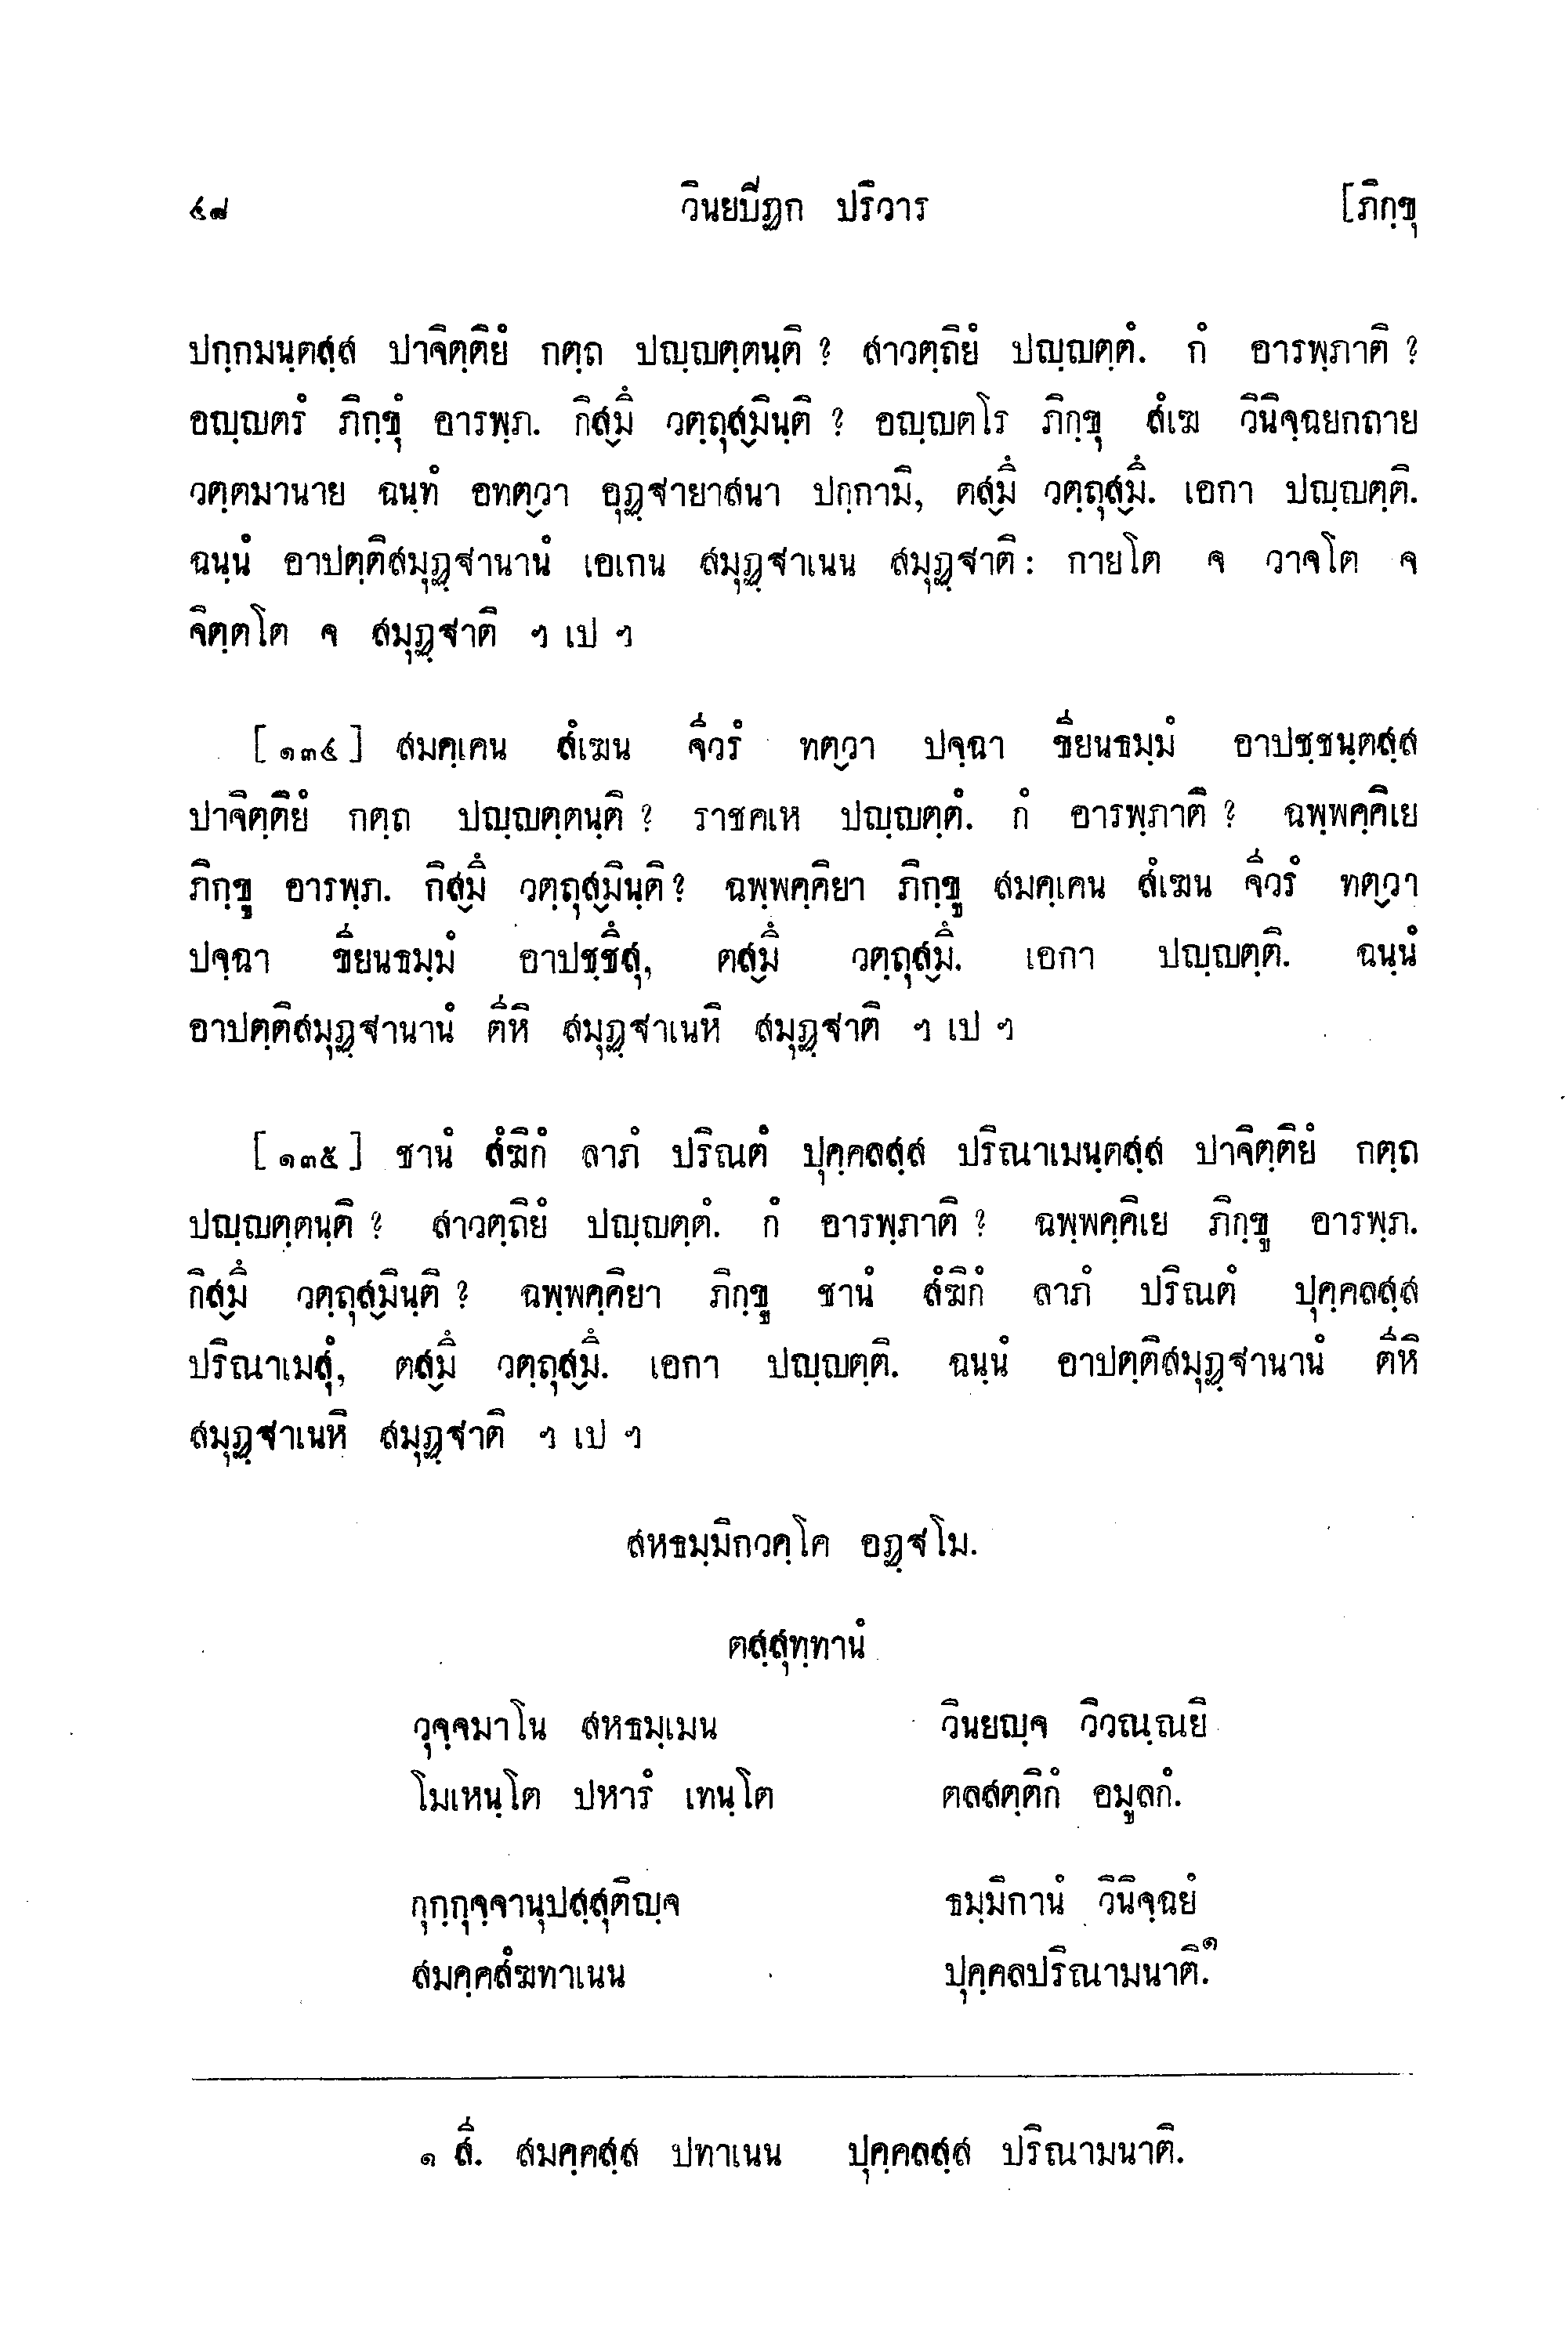 ๔๘ วินยปิฏก ปริวาร [ภิกฺขุ
ปกฺกมนฺตสฺส ปาจิตฺติยํ กตฺถ ปญฺญตฺตนฺติ ? สาวตฺถิยํ ปญฺญตฺตํ. กํ อารพฺภาติ ?
อญฺญตรํ ภิกฺขุํ อารพฺภ. กิส๎มึ วตฺถุส๎มินฺติ ? อญฺญตโร ภิกฺขุ สํเฆ วินิจฺฉยกถาย
วตฺตมานาย ฉนฺทํ อทต๎วา อุฏฺฐายาสนา ปกฺกามิ, ตส๎มึ วตฺถุส๎มึ. เอกา ปญฺญตฺติ.
ฉนฺนํ อาปตฺติสมุฏฺฐานานํ เอเกน สมุฏฺฐาเนน สมุฏฺฐาติ : กายโต จ วาจโต จ
จิตฺตโต จ สมุฏฺฐาติ ฯ เป ฯ
[๑๓๔] สมคฺเคน สํเฆน จีวรํ ทต๎วา ปจฺฉา ขียนธมฺมํ อาปชฺชนฺตสฺส
ปาจิตฺติยํ กตฺถ ปญฺญตฺตนฺติ ? ราชคเห ปญฺญตฺตํ. กํ อารพฺภาติ ? ฉพฺพคฺคิเย
ภิกฺขู อารพฺภ. กิส๎มึ วตฺถุส๎มินฺติ ? ฉพฺพคฺคิยา ภิกฺขู สมคฺเคน สํเฆน จีวรํ ทต๎วา
ปจฺฉา ขียนธมฺมํ อาปชฺชึสุ, ตส๎มึ วตฺถุส๎มึ. เอกา ปญฺญตฺติ. ฉนฺนํ
อาปตฺติสมุฏฺฐานานํ ตีหิ สมุฏฺฐาเนหิ สมุฏฺฐาติ ฯ เป ฯ
[๑๓๕] ชานํ สํฆิกํ ลาภํ ปริณตํ ปุคฺคลสฺส ปริณาเมนฺตสฺส ปาจิตฺติยํ กตฺถ
ปญฺญตฺตนฺติ ? สาวตฺถิยํ ปญฺญตฺตํ. กํ อารพฺภาติ ? ฉพฺพคฺคิเย ภิกฺขู อารพฺภ.
กิส๎มึ วตฺถุส๎มินฺติ ? ฉพฺพคฺคิยา ภิกฺขู ชานํ สํฆิกํ ลาภํ ปริณตํ ปุคฺคลสฺส
ปริณาเมสุํ, ตส๎มึ วตฺถุส๎มึ. เอกา ปญฺญตฺติ. ฉนฺนํ อาปตฺติสมุฏฺฐานานํ ตีหิ
สมุฏฺฐาเนหิ สมุฏฺฐาติ ฯ เป ฯ
สหธมฺมิกวคฺโค อฏฺฐโม.
ตสฺสุทฺทานํ
วุจฺจมาโน สหธมฺเมน วินยญฺจ วิวณฺณยิ
โมเหนฺโต ปหารํ เทนฺโต ตลสตฺติกํ อมูลกํ.
กุกฺกุจฺจานุปสฺสุติญฺจ ธมฺมิกานํ วินิจฺฉยํ
สมคฺคสํฆทาเนน ปุคฺคลปริณามนาติ.๑
๑ สี. สมคฺคสฺส ปทาเนน ปุคฺคลสฺส ปริณามนาติ.